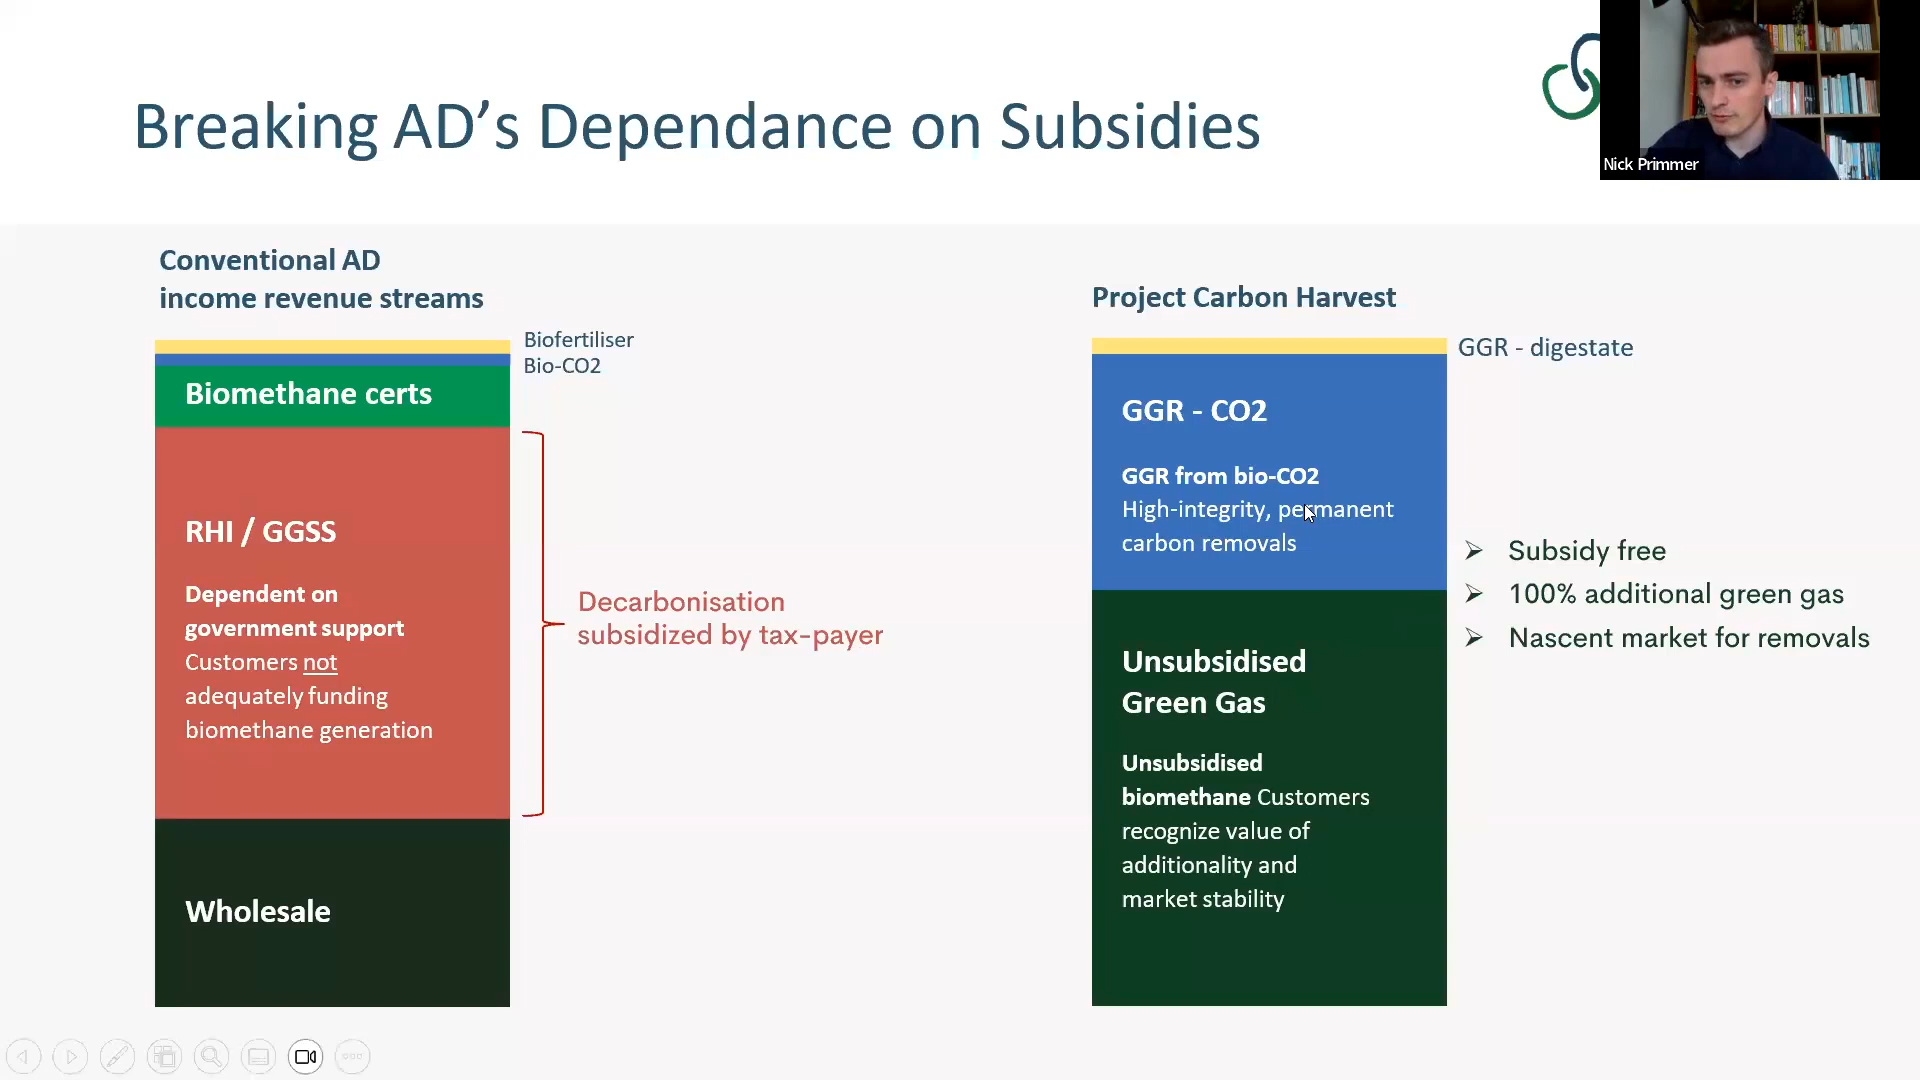 Breaking AD’s Dependance on Subsidies
Nick Primmer
Conventional AD
income revenue streams
Biofertiliser
Bio-CO2
Biomethane certs
RHI / GGSS
Dependent on
government support
Customers not
adequately funding
biomethane generation
Decarbonisation
subsidized by tax-payer
Wholesale
Project Carbon Harvest
GGR - digestate
GGR - CO2
GGR from bio-CO2
High-integrity, permanent
carbon removals
Unsubsidised
Green Gas
Unsubsidised
biomethane Customers
recognize value of
additionality and
market stability
Subsidy free
100% additional green gas
Nascent market for removals